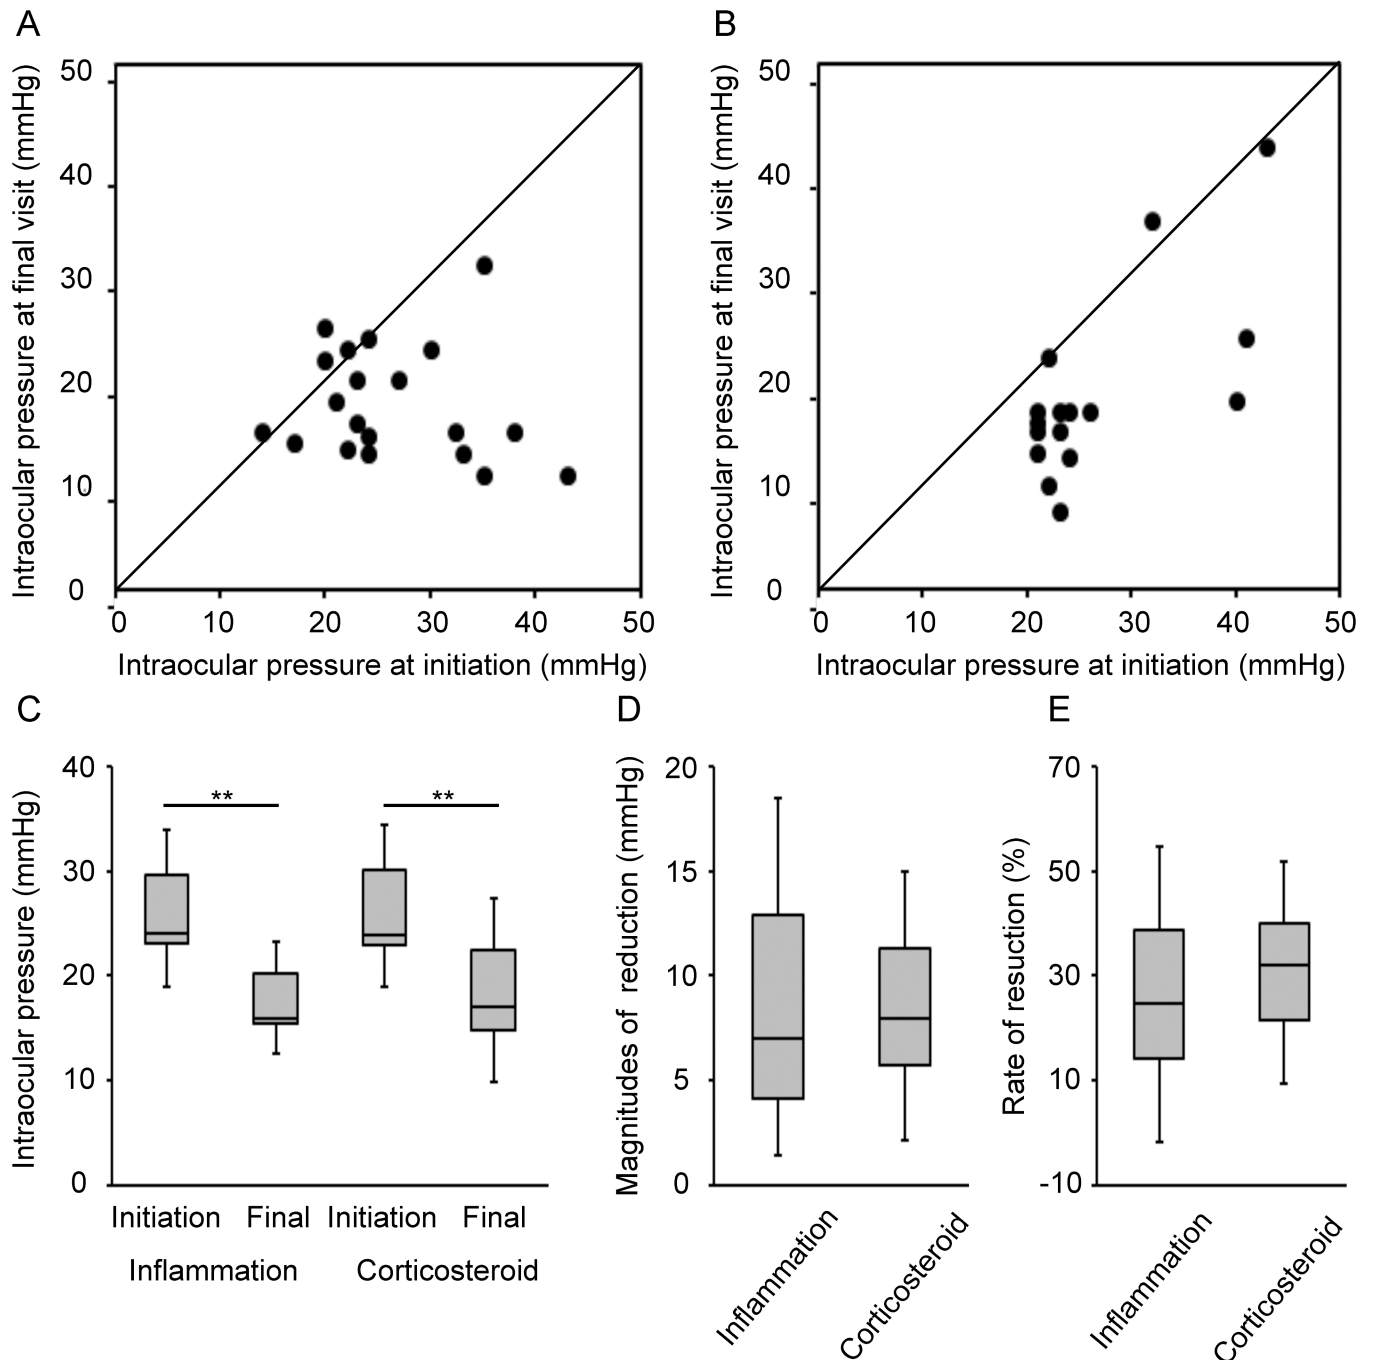 A
Intraocular pressure at final visit (mmHg)
50
40
30
20
10
0
0 10 20 30 40 50
Intraocular pressure at initiation (mmHg)
B
Intraocular pressure at final visit (mmHg)
50
40
30
20
10
0
0 10 20 30 40 50
Intraocular pressure at initiation (mmHg)
C
Intraocular pressure (mmHg)
40
30
20
10
0
** **
Initiation Final Initiation Final
Inflammation Corticosteroid
D
Magnitudes of reduction (mmHg)
20
15
10
5
0
Inflammation
Corticosteroid
E
Rate of resuction (%)
70
50
30
10
-10
Inflammation
Corticosteroid